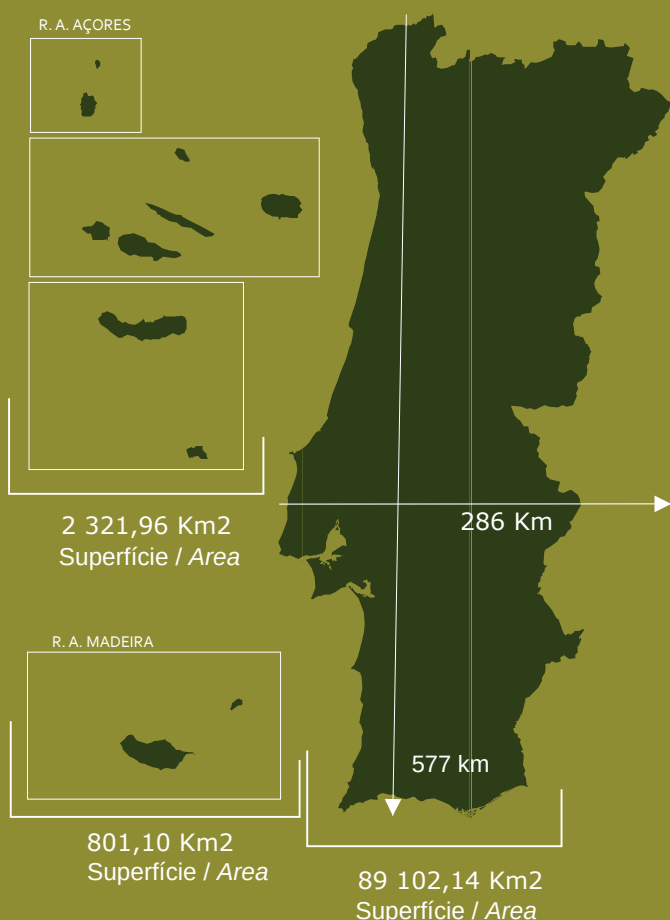 R. A. AÇORES
2 321,96 Km2
Superfície / Area
286 Km
R. A. MADEIRA
577 km
801,10 Km2
Superfície / Area
89 102,14 Km2
Superfície / Area